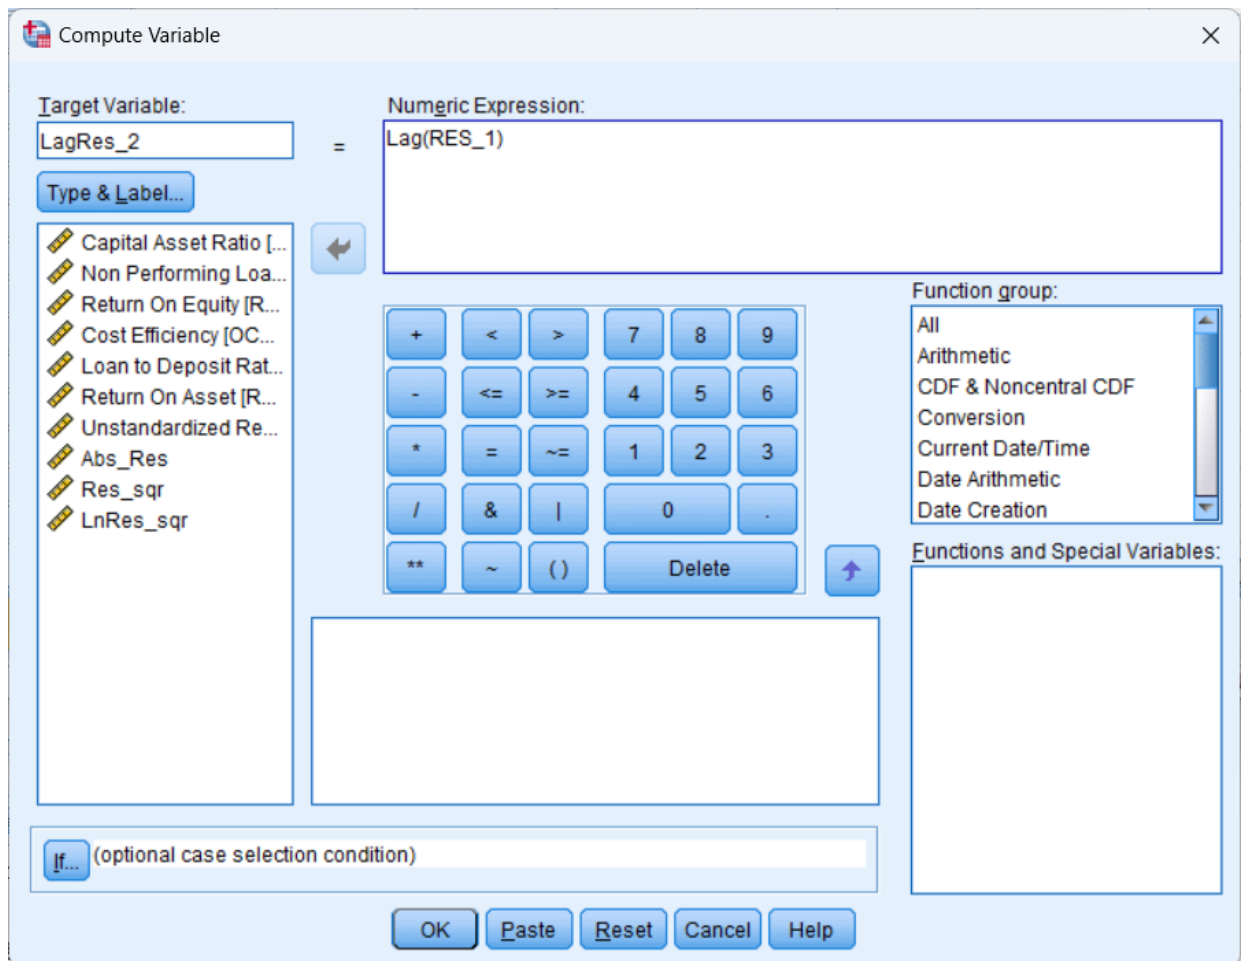 Compute Variable
Target Variable:
LagRes_2
=
Numeric Expression:
Lag(RES_1)
Type & Label...
Capital Asset Ratio [...
Non Performing Loa...
Return On Equity [R...
Cost Efficiency [OC...
Loan to Deposit Rat...
Return On Asset [R...
Unstandardized Re...
Abs_Res
Res_sqr
LnRes_sqr
+ < > 7 8 9
- <= >= 4 5 6
* = ~= 1 2 3
/ & | 0 .
** ~ ( ) Delete
Function group:
All
Arithmetic
CDF & Noncentral CDF
Conversion
Current Date/Time
Date Arithmetic
Date Creation
Functions and Special Variables:
If... (optional case selection condition)
OK Paste Reset Cancel Help